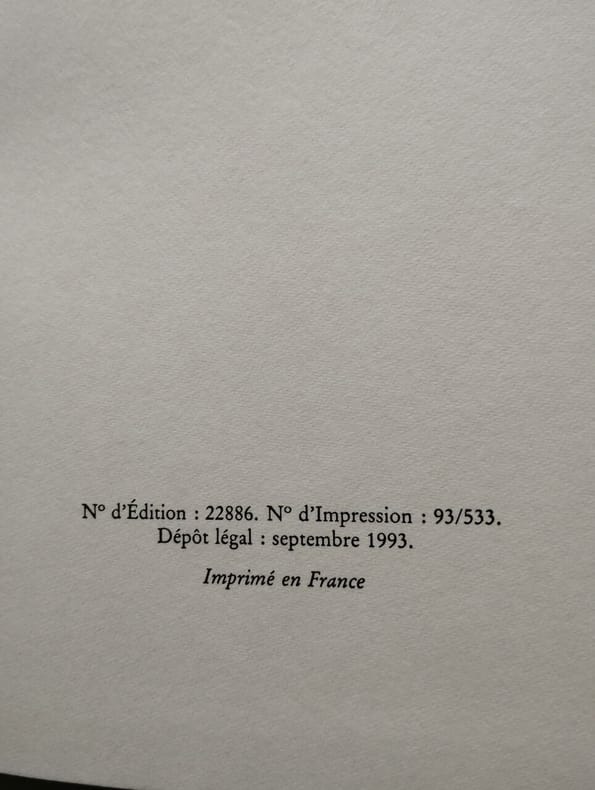 N° d'Édition : 22886. N° d'Impression : 93/533.
Dépôt légal : septembre 1993.
Imprimé en France